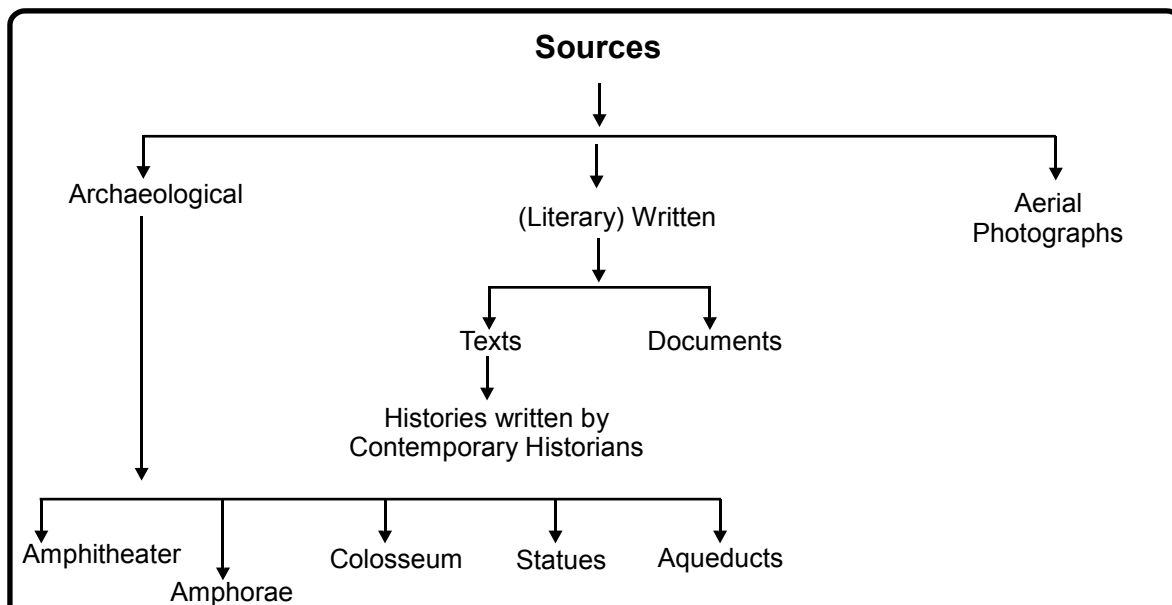 Sources
Archaeological
(Literary) Written
Aerial
Photographs
Texts
Documents
Histories written by
Contemporary Historians
Amphitheater
Amphorae
Colosseum
Statues
Aqueducts